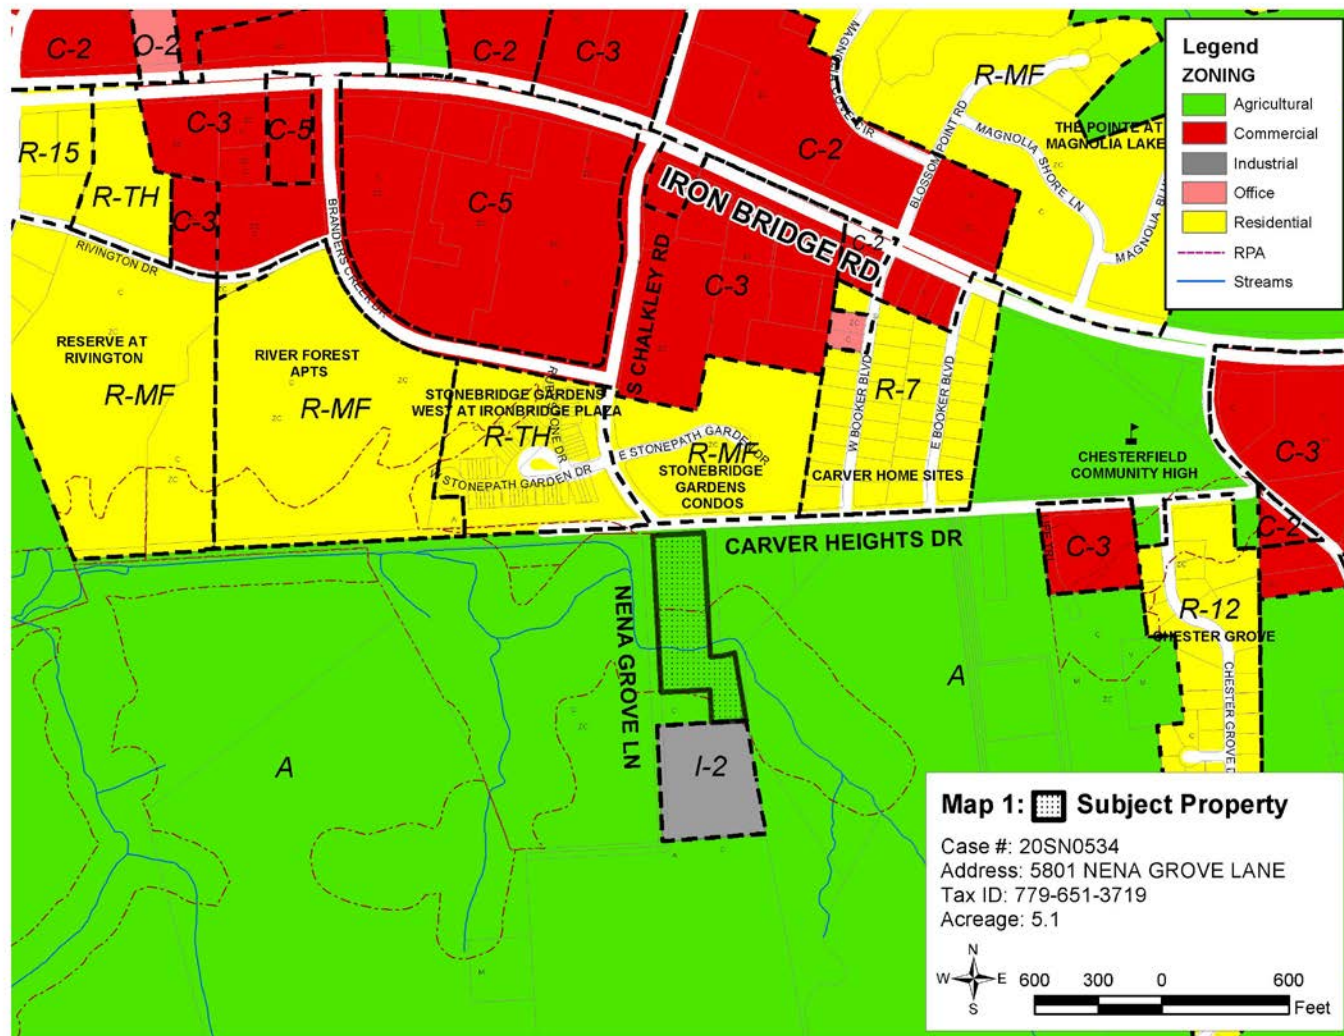 C-2
O-2
C-2
C-3
R-MF
MAGNOLIA COVE CIR
BLOSSOM POINT RD
MAGNOLIA SHORE LN
THE POINTE AT
MAGNOLIA LAKE
Legend
ZONING
Agricultural
Commercial
Industrial
Office
Residential
RPA
Streams
R-15
C-3
C-5
R-TH
C-3
C-5
C-2
IRON BRIDGE RD
C-2
RIVINGTON DR
BRANDERS CREEK DR
S CHALKLEY RD
C-3
RESERVE AT
RIVINGTON
R-MF
RIVER FOREST
APTS
R-MF
STONEBRIDGE GARDENS
WEST AT IRONBRIDGE PLAZA
R-TH
STONEPATH GARDEN DR
E STONEPATH GARDEN DR
R-MF
STONEBRIDGE
GARDENS
CONDOS
R-7
W BOOKER BLVD
E BOOKER BLVD
CARVER HOME SITES
CHESTERFIELD
COMMUNITY HIGH
C-3
C-2
C-3
CARVER HEIGHTS DR
R-12
CHESTER GROVE
CHESTER GROVE D
NENA GROVE LN
A
A
I-2
Map 1: Subject Property
Case #: 20SN0534
Address: 5801 NENA GROVE LANE
Tax ID: 779-651-3719
Acreage: 5.1
N
W E
S
600 300 0 600
Feet